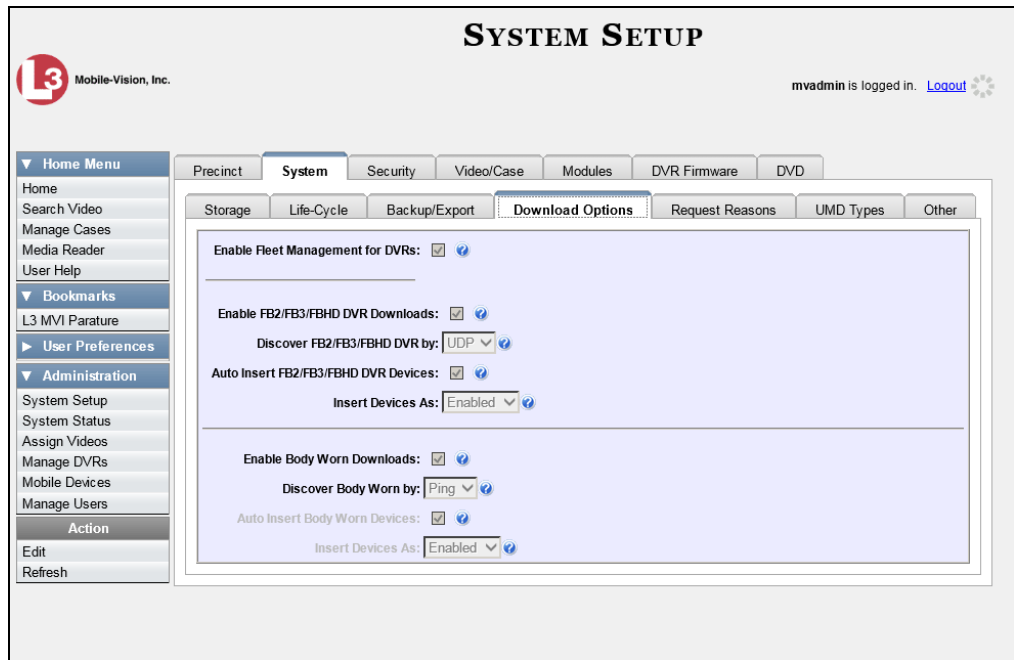 SYSTEM SETUP
L3 Mobile-Vision, Inc.
mvadmin is logged in. Logout
▼ Home Menu
Home
Search Video
Manage Cases
Media Reader
User Help
▼ Bookmarks
L3 MVI Parature
▶ User Preferences
▼ Administration
System Setup
System Status
Assign Videos
Manage DVRs
Mobile Devices
Manage Users
Action
Edit
Refresh
Precinct System Security Video/Case Modules DVR Firmware DVD
Storage Life-Cycle Backup/Export Download Options Request Reasons UMD Types Other
Enable Fleet Management for DVRs: ?
Enable FB2/FB3/FBHD DVR Downloads: ?
Discover FB2/FB3/FBHD DVR by: UDP ?
Auto Insert FB2/FB3/FBHD DVR Devices: ?
Insert Devices As: Enabled ?
Enable Body Worn Downloads: ?
Discover Body Worn by: Ping ?
Auto Insert Body Worn Devices: ?
Insert Devices As: Enabled ?